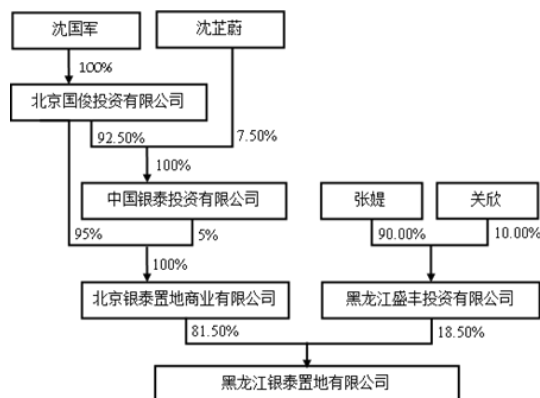 沈国军
沈芷蔚
100%
北京国俊投资有限公司
92.50%
7.50%
100%
中国银泰投资有限公司
张媞
关欣
95%
5%
90.00%
10.00%
100%
北京银泰置地商业有限公司
黑龙江盛丰投资有限公司
81.50%
18.50%
黑龙江银泰置地有限公司